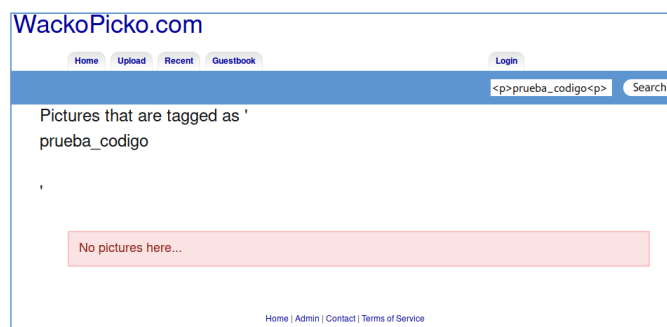 WackoPicko.com
Home Upload Recent Guestbook Login
<p>prueba_codigo<p> Search
Pictures that are tagged as '
prueba_codigo
'
No pictures here...
Home | Admin | Contact | Terms of Service